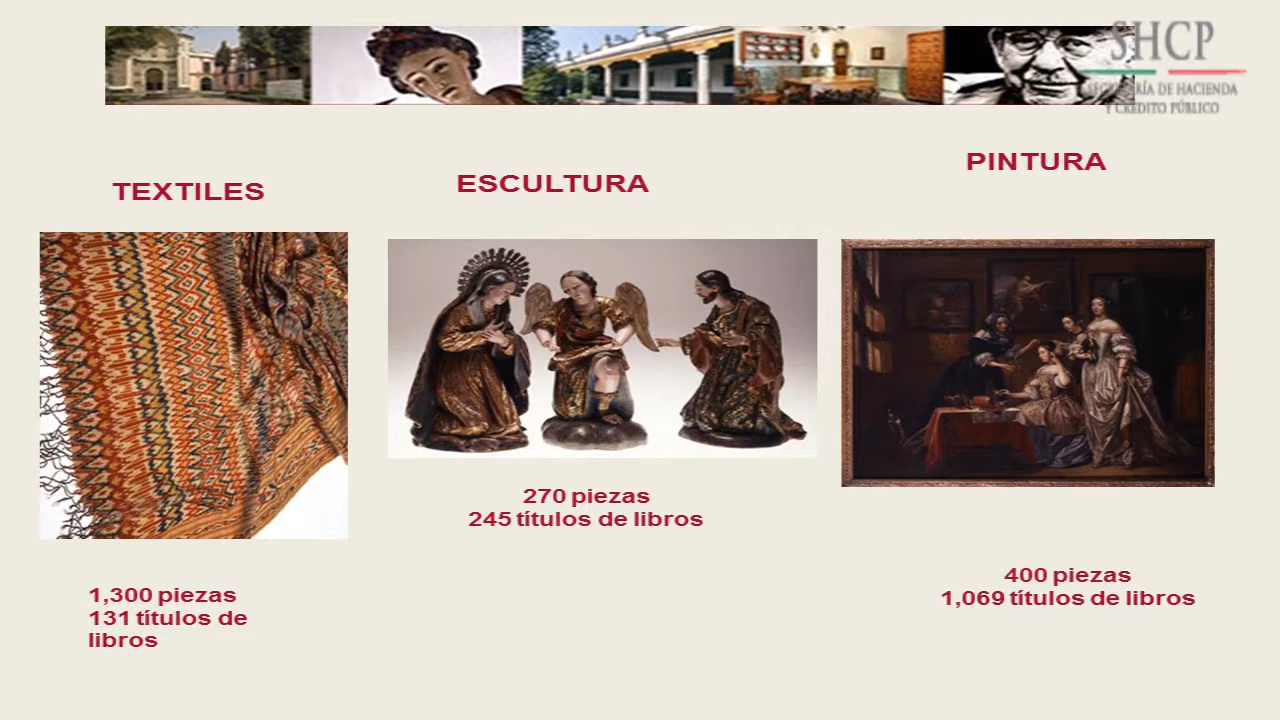 SHCP
SECRETARÍA DE HACIENDA
Y CRÉDITO PÚBLICO
TEXTILES
ESCULTURA
PINTURA
1,300 piezas
131 títulos de
libros
270 piezas
245 títulos de libros
400 piezas
1,069 títulos de libros